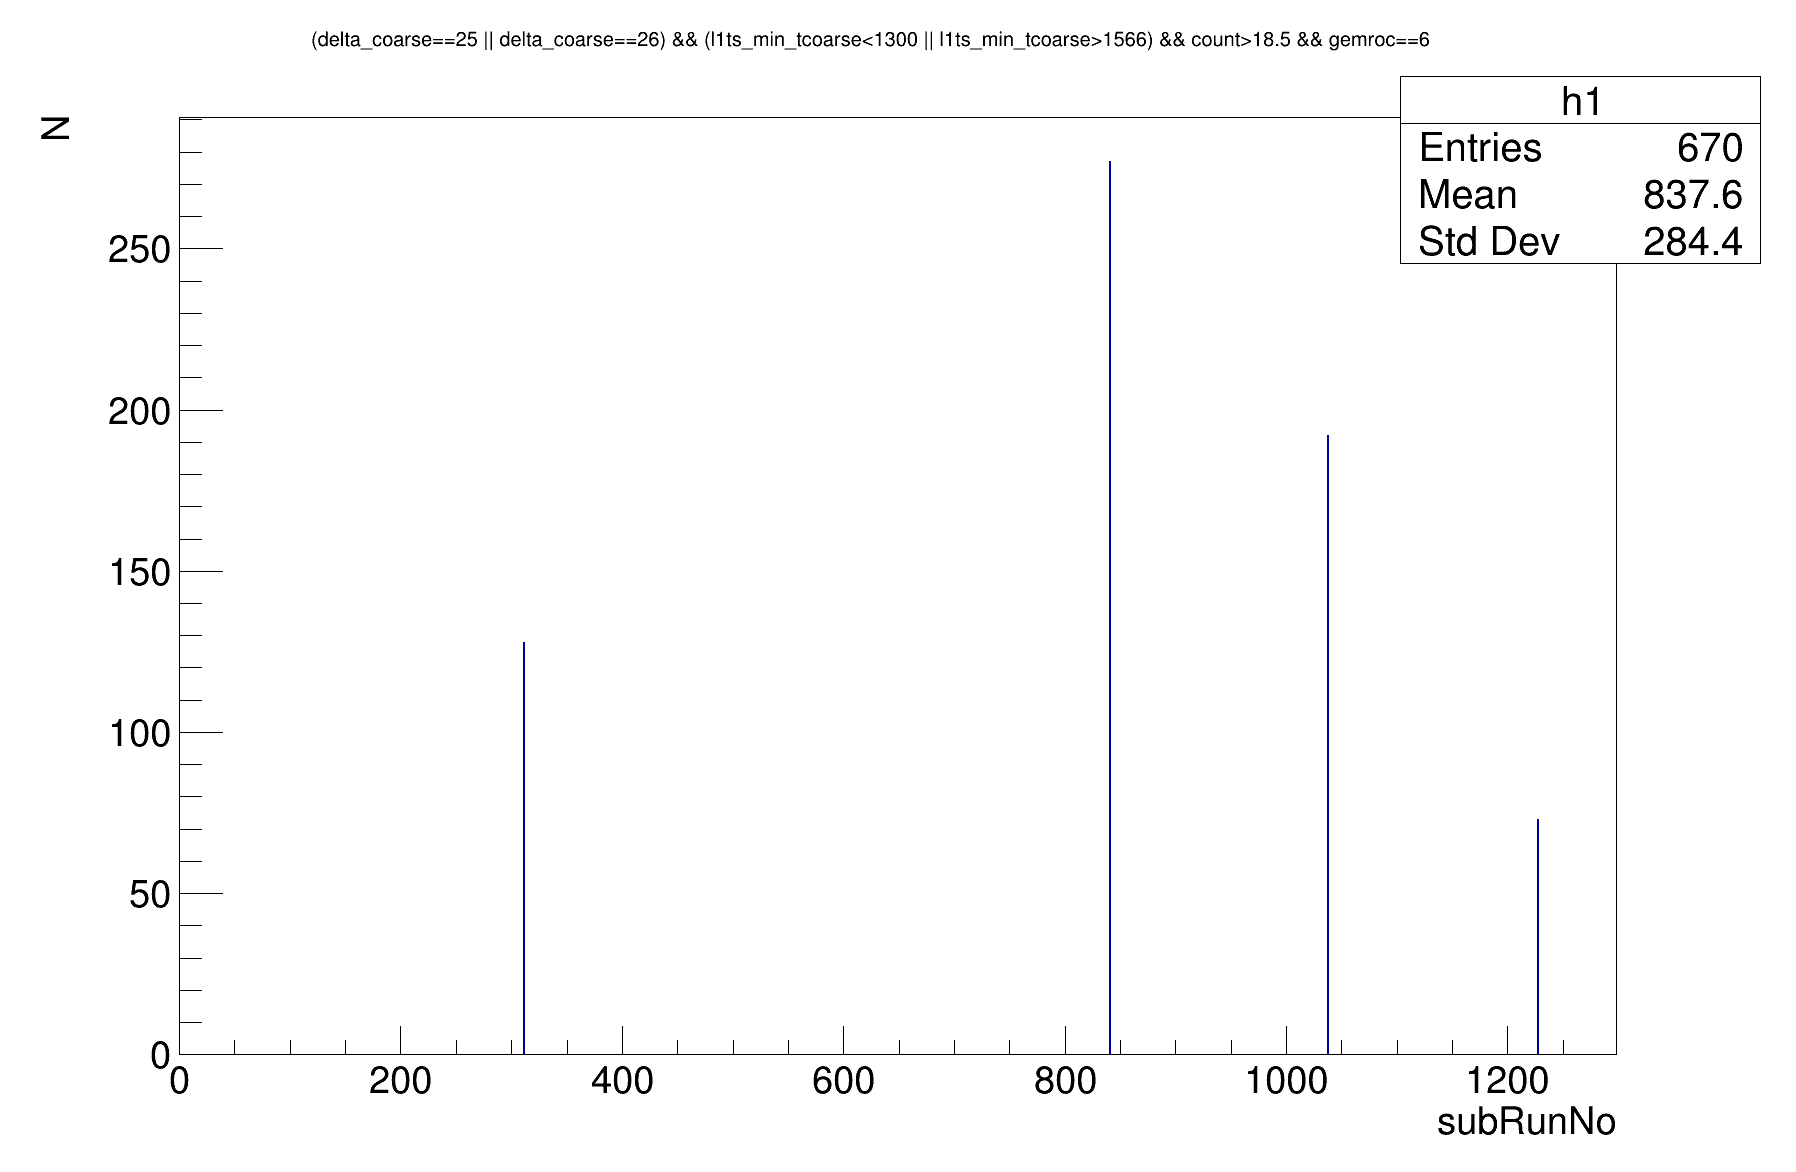 (delta_coarse==25 || delta_coarse==26) && (l1ts_min_tcoarse<1300 || l1ts_min_tcoarse>1566) && count>18.5 && gemroc==6
h1
Entries 670
Mean 837.6
Std Dev 284.4
N
250
200
150
100
50
0
0 200 400 600 800 1000 1200
subRunNo